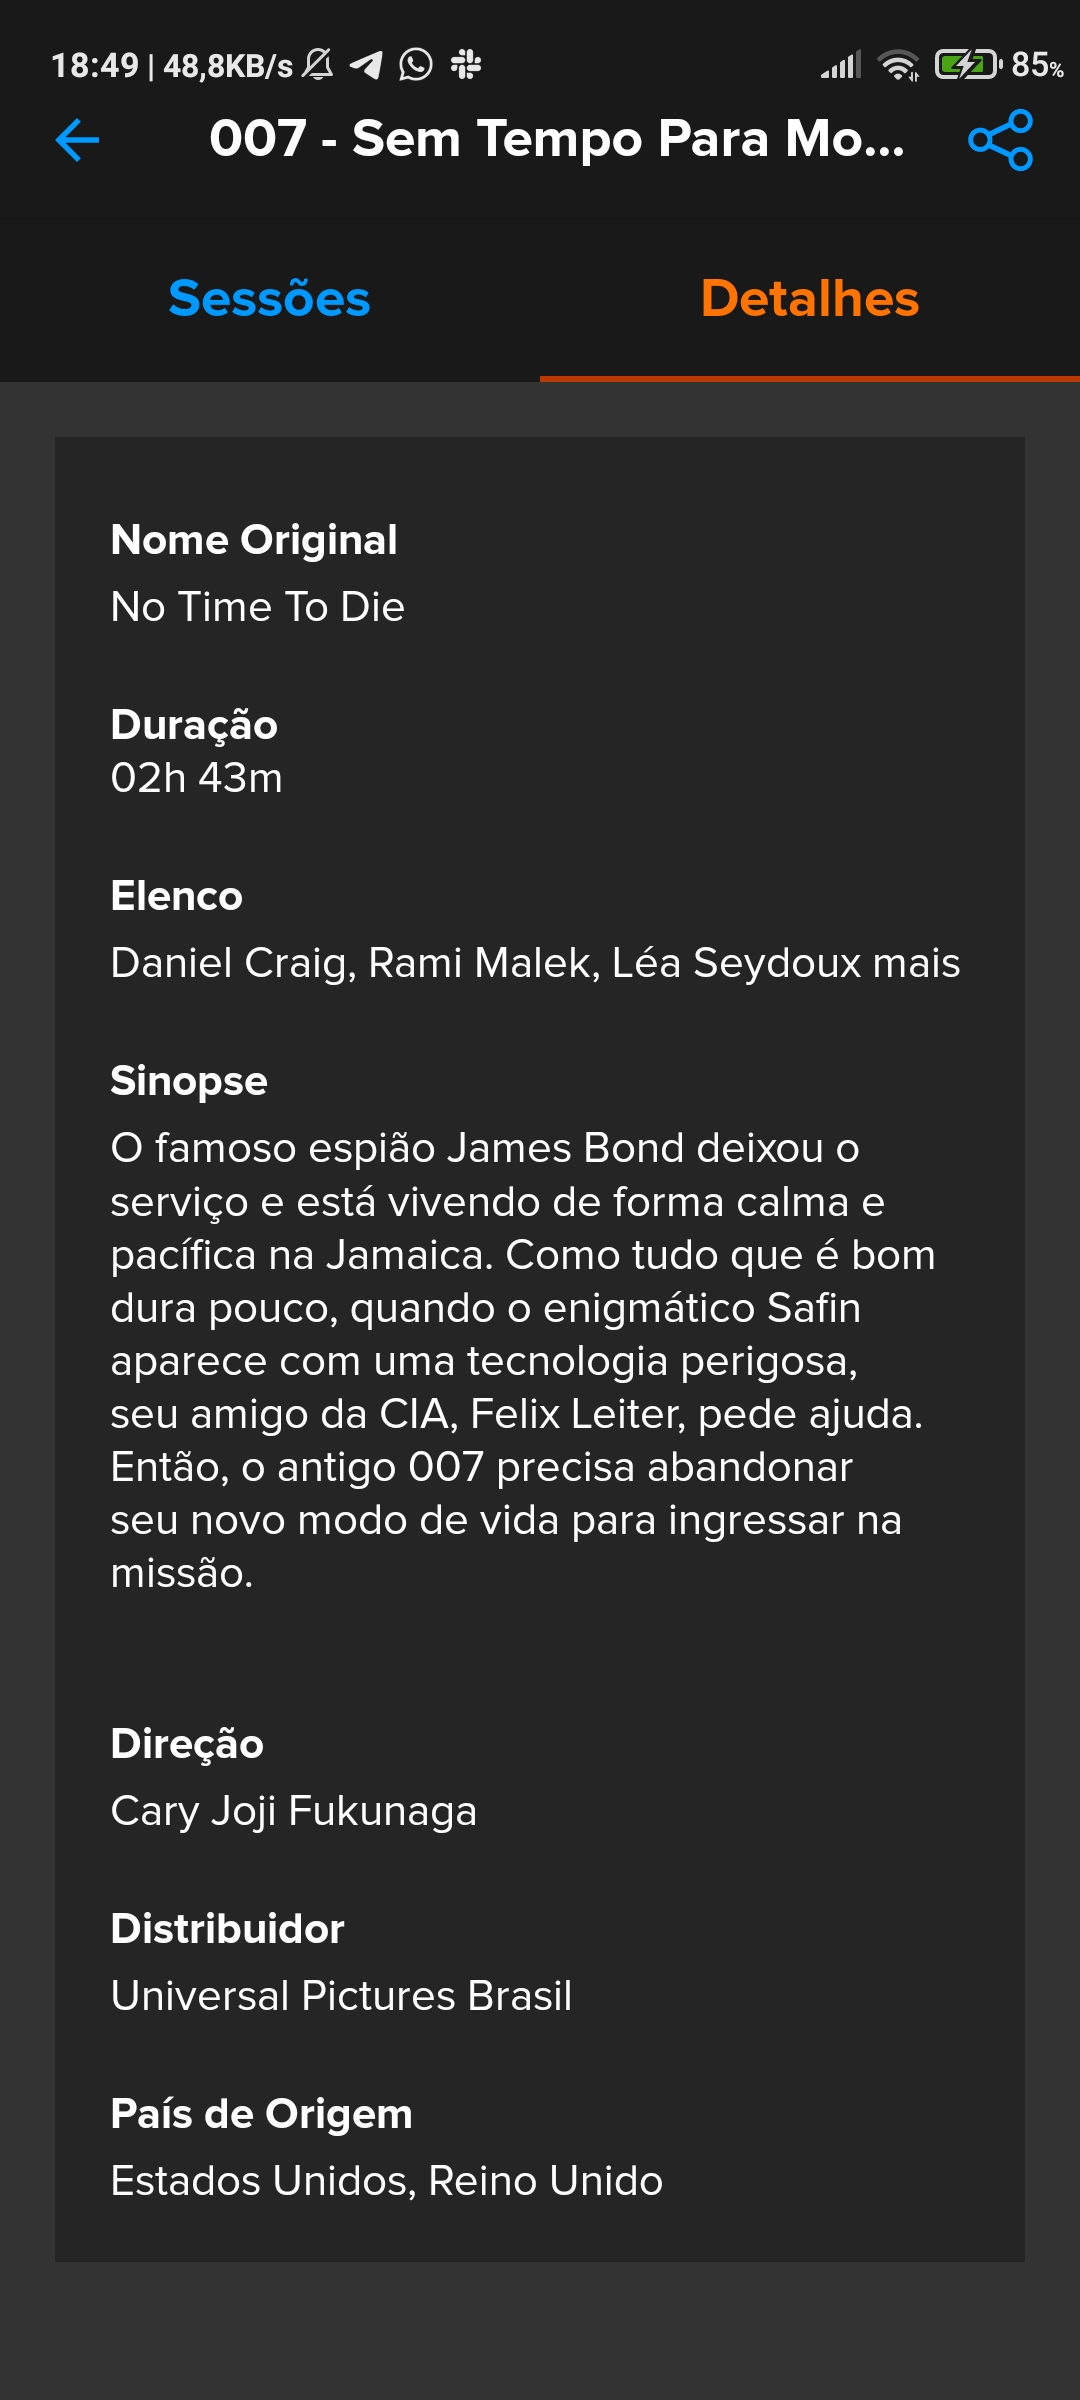 18:49 | 48,8KB/s 85%
007 - Sem Tempo Para Mo...
Sessões Detalhes
Nome Original
No Time To Die
Duração
02h 43m
Elenco
Daniel Craig, Rami Malek, Léa Seydoux mais
Sinopse
O famoso espião James Bond deixou o
serviço e está vivendo de forma calma e
pacífica na Jamaica. Como tudo que é bom
dura pouco, quando o enigmático Safin
aparece com uma tecnologia perigosa,
seu amigo da CIA, Felix Leiter, pede ajuda.
Então, o antigo 007 precisa abandonar
seu novo modo de vida para ingressar na
missão.
Direção
Cary Joji Fukunaga
Distribuidor
Universal Pictures Brasil
País de Origem
Estados Unidos, Reino Unido